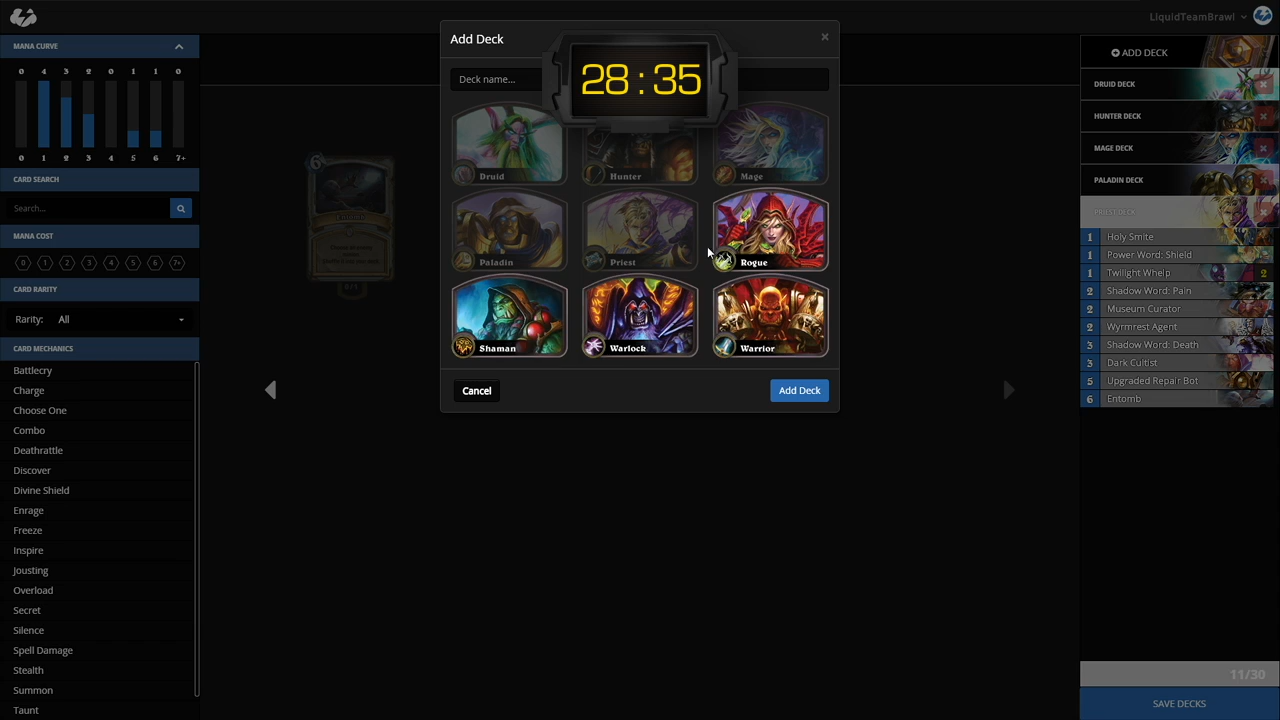 LiquidTeamBrawl
MANA CURVE
0 4 3 2 0 1 1 0
0 1 2 3 4 5 6 7+
CARD SEARCH
Search...
MANA COST
0 1 2 3 4 5 6 7+
CARD RARITY
Rarity: All
CARD MECHANICS
Battlecry
Charge
Choose One
Combo
Deathrattle
Discover
Divine Shield
Enrage
Freeze
Inspire
Jousting
Overload
Secret
Silence
Spell Damage
Stealth
Summon
Taunt
6
Entomb
0/1
Add Deck
×
Deck name...
28:35
Druid
Hunter
Mage
Paladin
Priest
Rogue
Shaman
Warlock
Warrior
Cancel
Add Deck
ADD DECK
DRUID DECK
HUNTER DECK
MAGE DECK
PALADIN DECK
PRIEST DECK
1 Holy Smite
1 Power Word: Shield
1 Twilight Whelp 2
2 Shadow Word: Pain
2 Museum Curator
2 Wyrmrest Agent
3 Shadow Word: Death
3 Dark Cultist
5 Upgraded Repair Bot
6 Entomb
11/30
SAVE DECKS